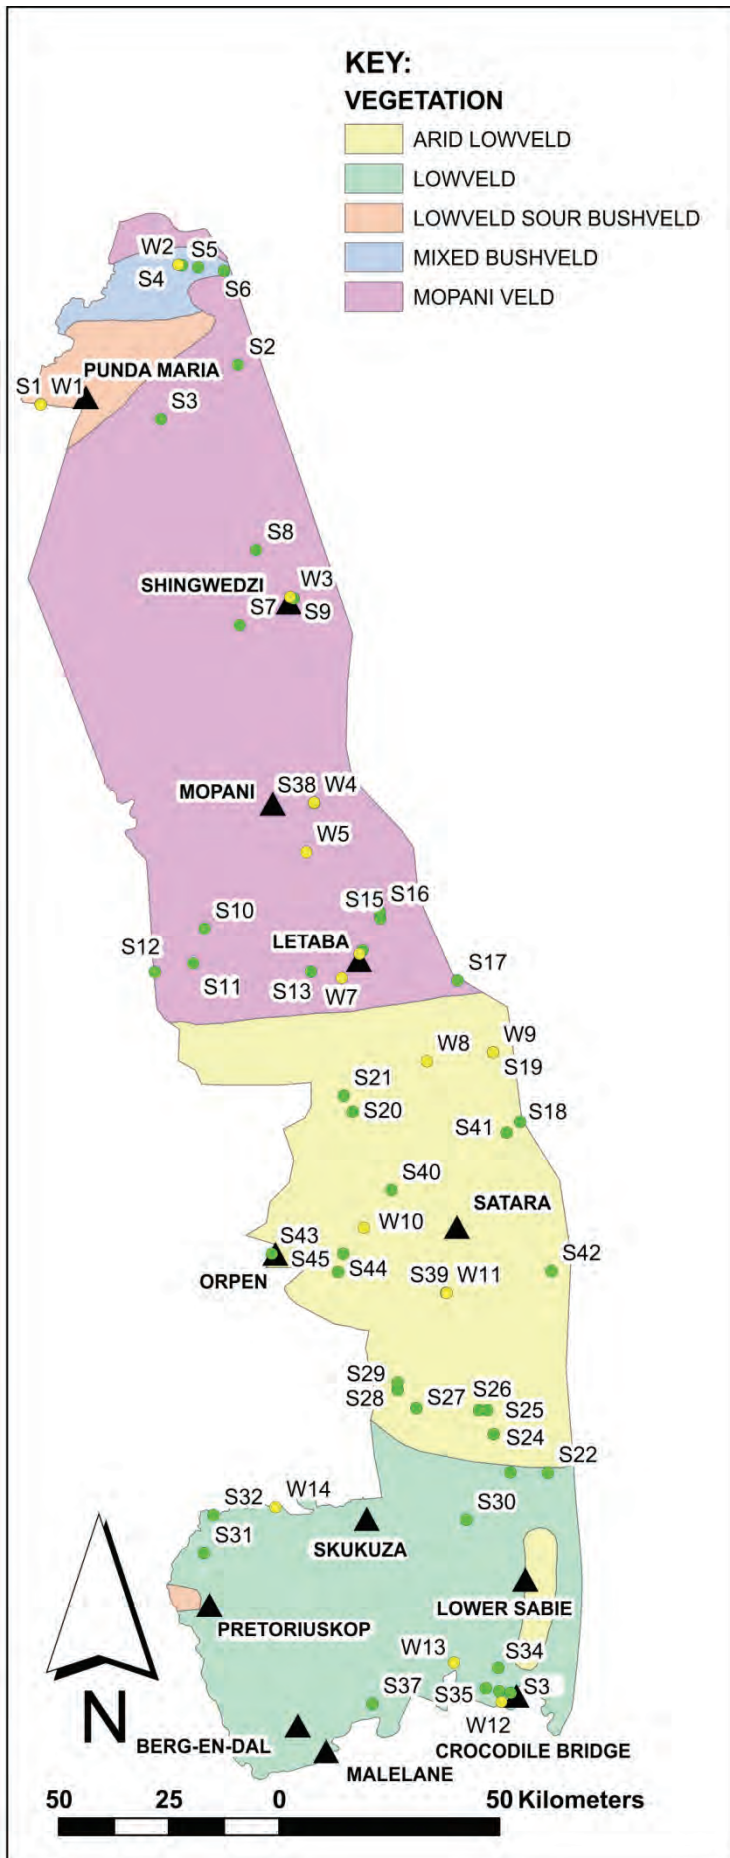 KEY:
VEGETATION
ARID LOWVELD
LOWVELD
LOWVELD SOUR BUSHVELD
MIXED BUSHVELD
MOPANI VELD
W2
S5
S4
S6
S2
PUNDA MARIA
S1
W1
S3
S8
SHINGWEDZI
W3
S7
S9
MOPANI
S38
W4
W5
S16
S15
S10
LETABA
S12
S17
S11
S13
W7
W9
W8
S19
S21
S20
S18
S41
S40
SATARA
W10
S43
S45
S42
S44
ORPEN
S39
W11
S29
S28
S27
S26
S25
S24
S22
W14
S32
S30
S31
SKUKUZA
LOWER SABIE
PRETORIUSKOP
W13
S34
S37
S35
S3
W12
BERG-EN-DAL
CROCODILE BRIDGE
MALELANE
N
50 25 0 50 Kilometers